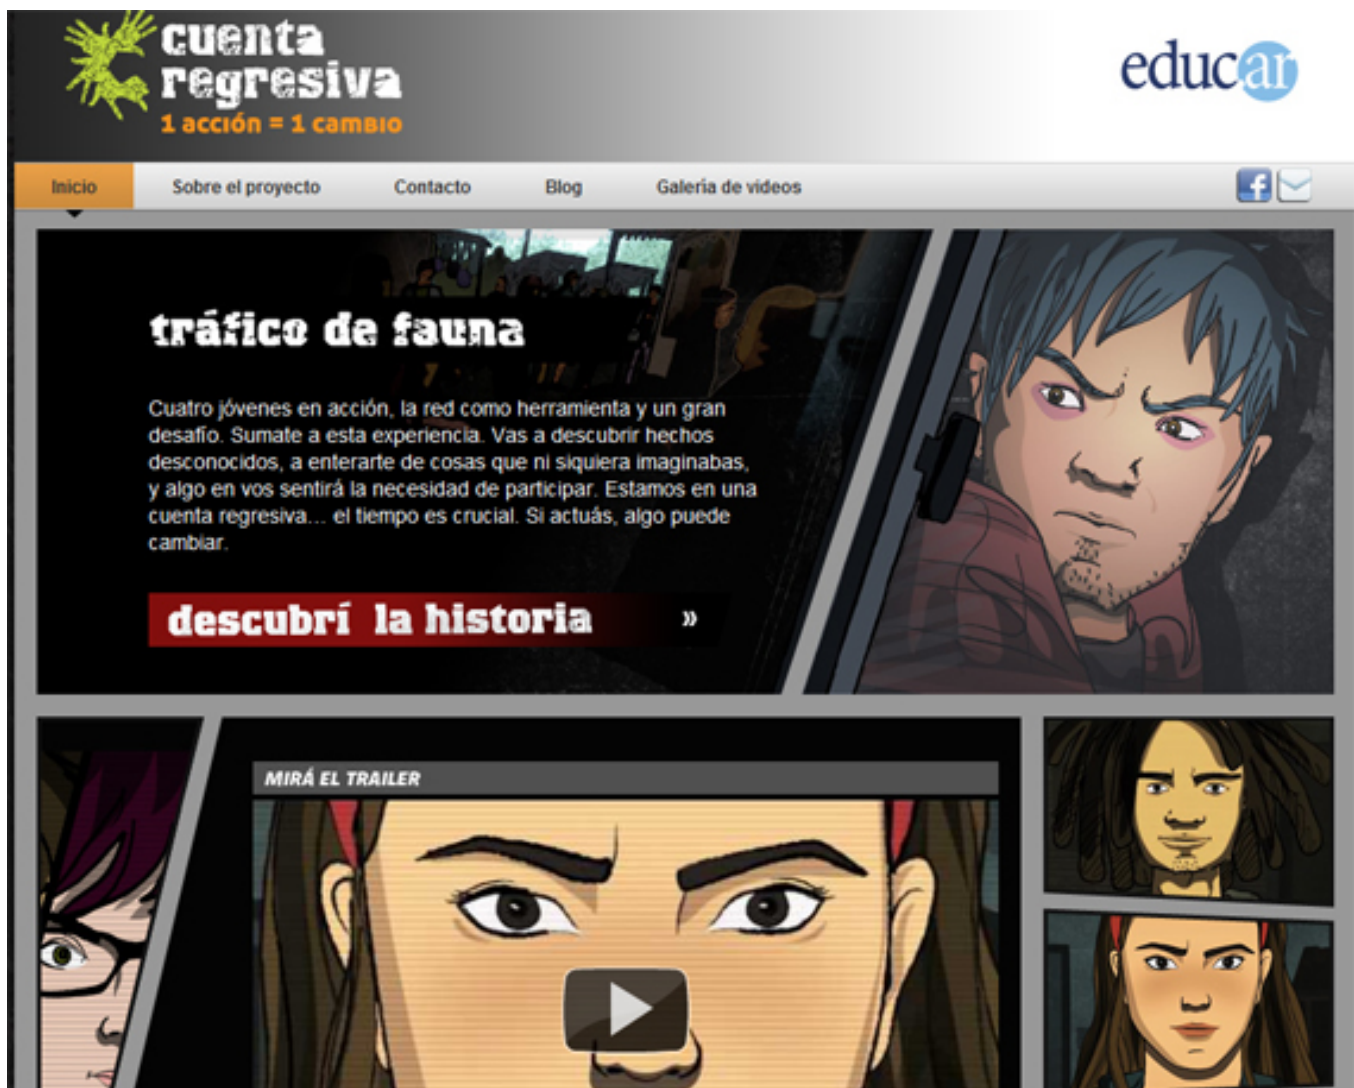 cuenta
regresiva
1 acción = 1 cambio
educar
Inicio
Sobre el proyecto
Contacto
Blog
Galería de videos
f
tráfico de fauna
Cuatro jóvenes en acción, la red como herramienta y un gran
desafío. Sumate a esta experiencia. Vas a descubrir hechos
desconocidos, a enterarte de cosas que ni siquiera imaginabas,
y algo en vos sentirá la necesidad de participar. Estamos en una
cuenta regresiva... el tiempo es crucial. Si actuás, algo puede
cambiar.
descubrí la historia »
MIRÁ EL TRAILER